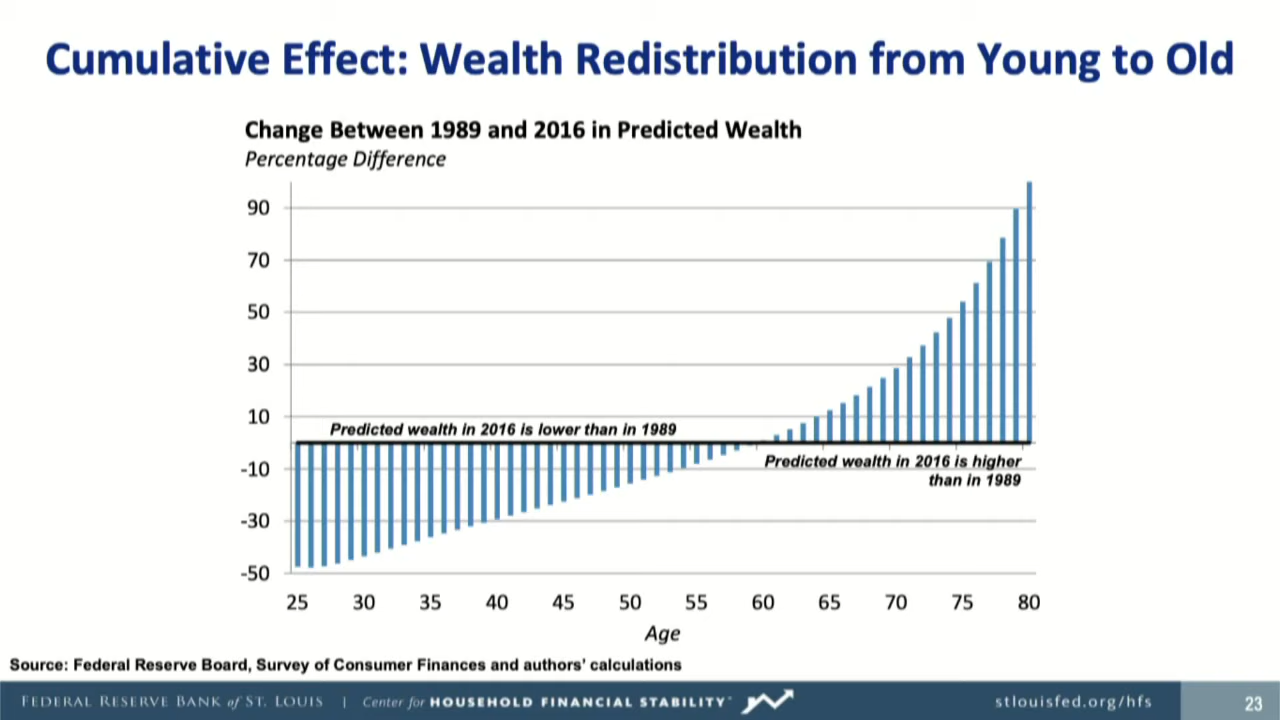 Cumulative Effect: Wealth Redistribution from Young to Old
Change Between 1989 and 2016 in Predicted Wealth
Percentage Difference
90
70
50
30
10
-10
-30
-50
Predicted wealth in 2016 is lower than in 1989
Predicted wealth in 2016 is higher
than in 1989
25 30 35 40 45 50 55 60 65 70 75 80
Age
Source: Federal Reserve Board, Survey of Consumer Finances and authors’ calculations
FEDERAL RESERVE BANK of ST. LOUIS | Center for HOUSEHOLD FINANCIAL STABILITY™ stlouisfed.org/hfs 23